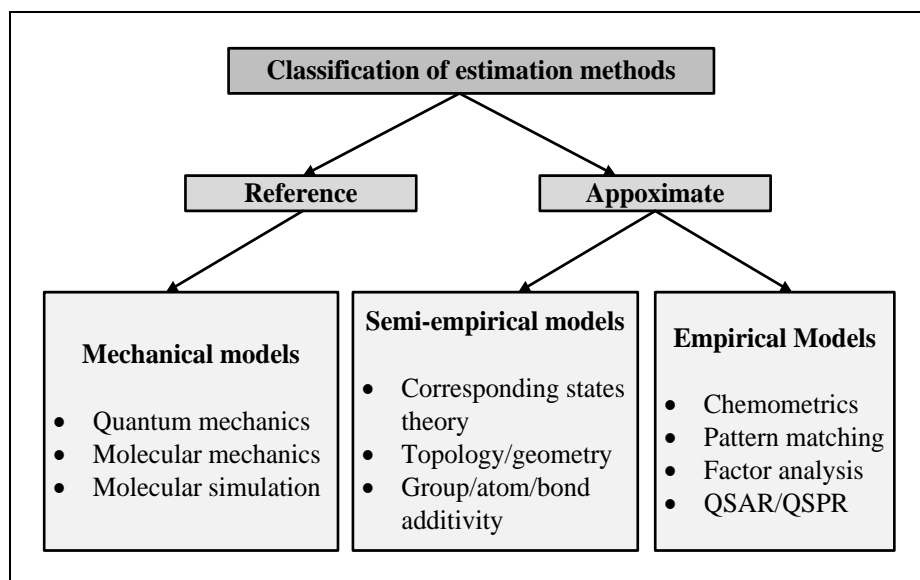 Classification of estimation methods
Reference
Appoximate
Mechanical models
• Quantum mechanics
• Molecular mechanics
• Molecular simulation
Semi-empirical models
• Corresponding states
theory
• Topology/geometry
• Group/atom/bond
additivity
Empirical Models
• Chemometrics
• Pattern matching
• Factor analysis
• QSAR/QSPR